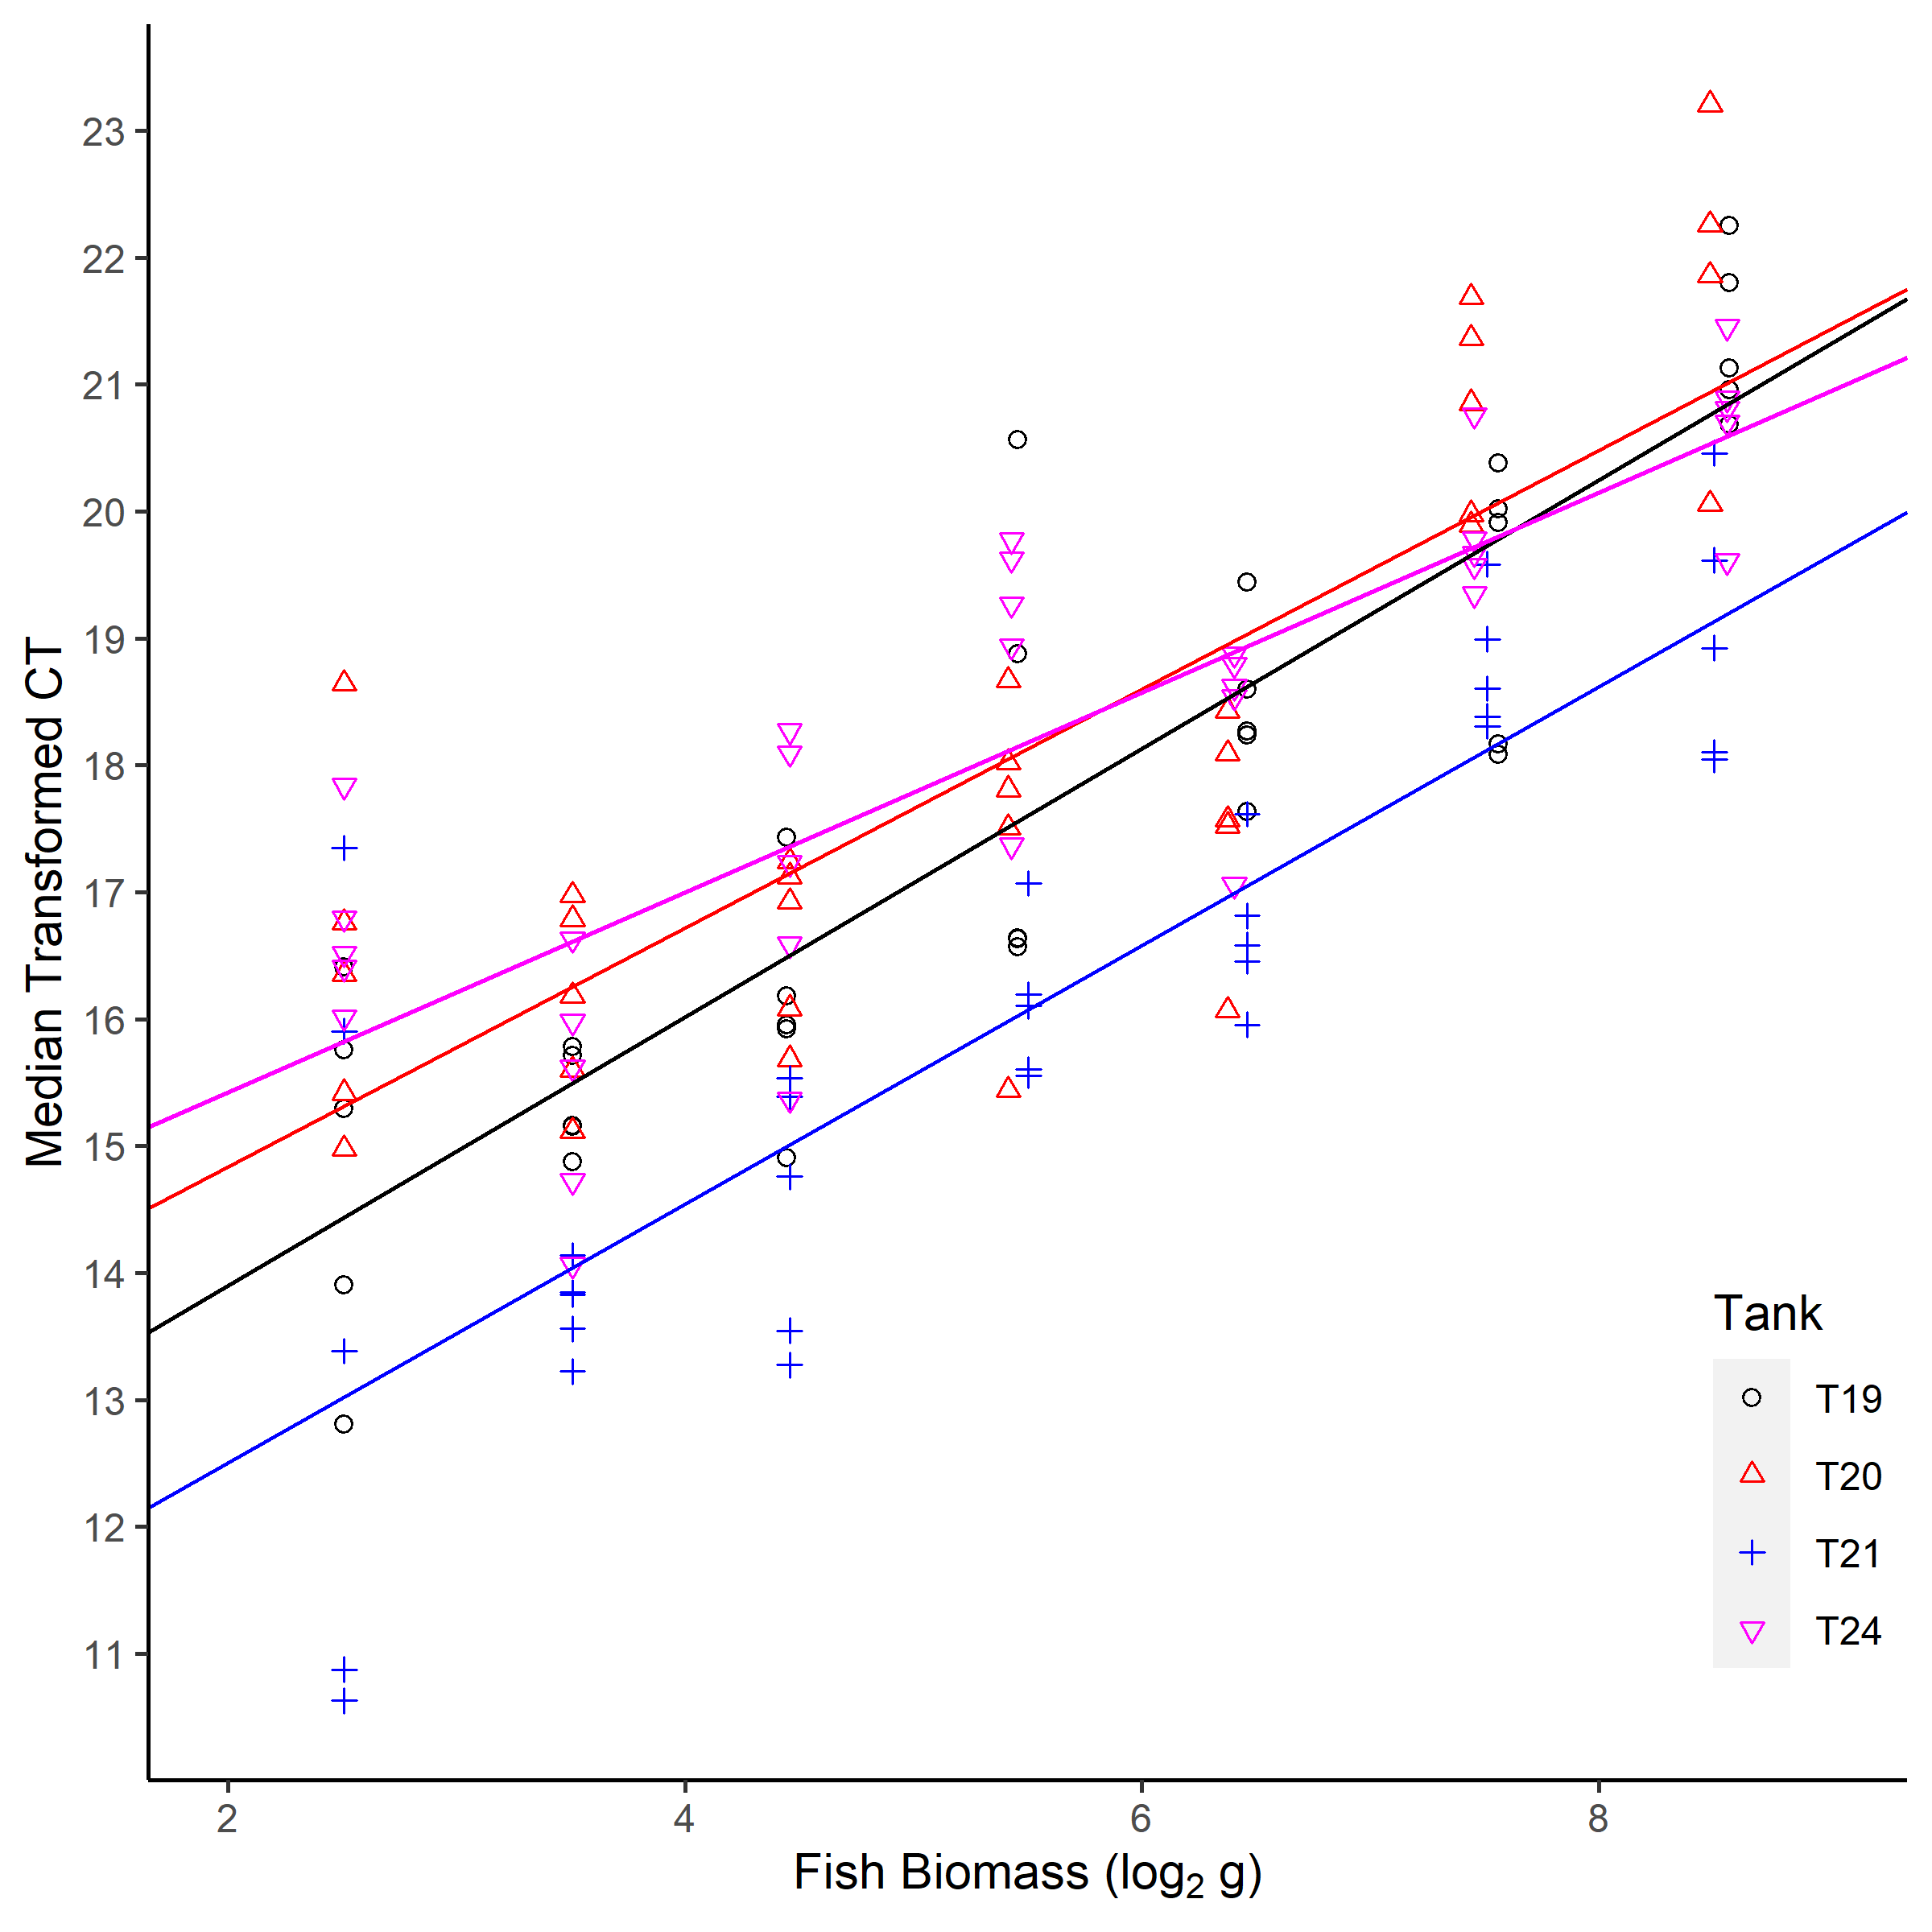 Median Transformed CT
23
22
21
20
19
18
17
16
15
14
13
12
11
2 4 6 8
Fish Biomass (log₂ g)
Tank
T19
T20
T21
T24